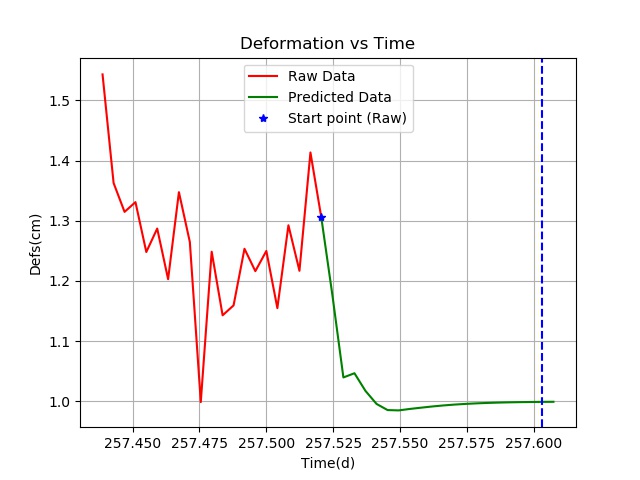 Deformation vs Time
Raw Data
Predicted Data
Start point (Raw)
Defs(cm)
1.5
1.4
1.3
1.2
1.1
1.0
257.450 257.475 257.500 257.525 257.550 257.575 257.600
Time(d)